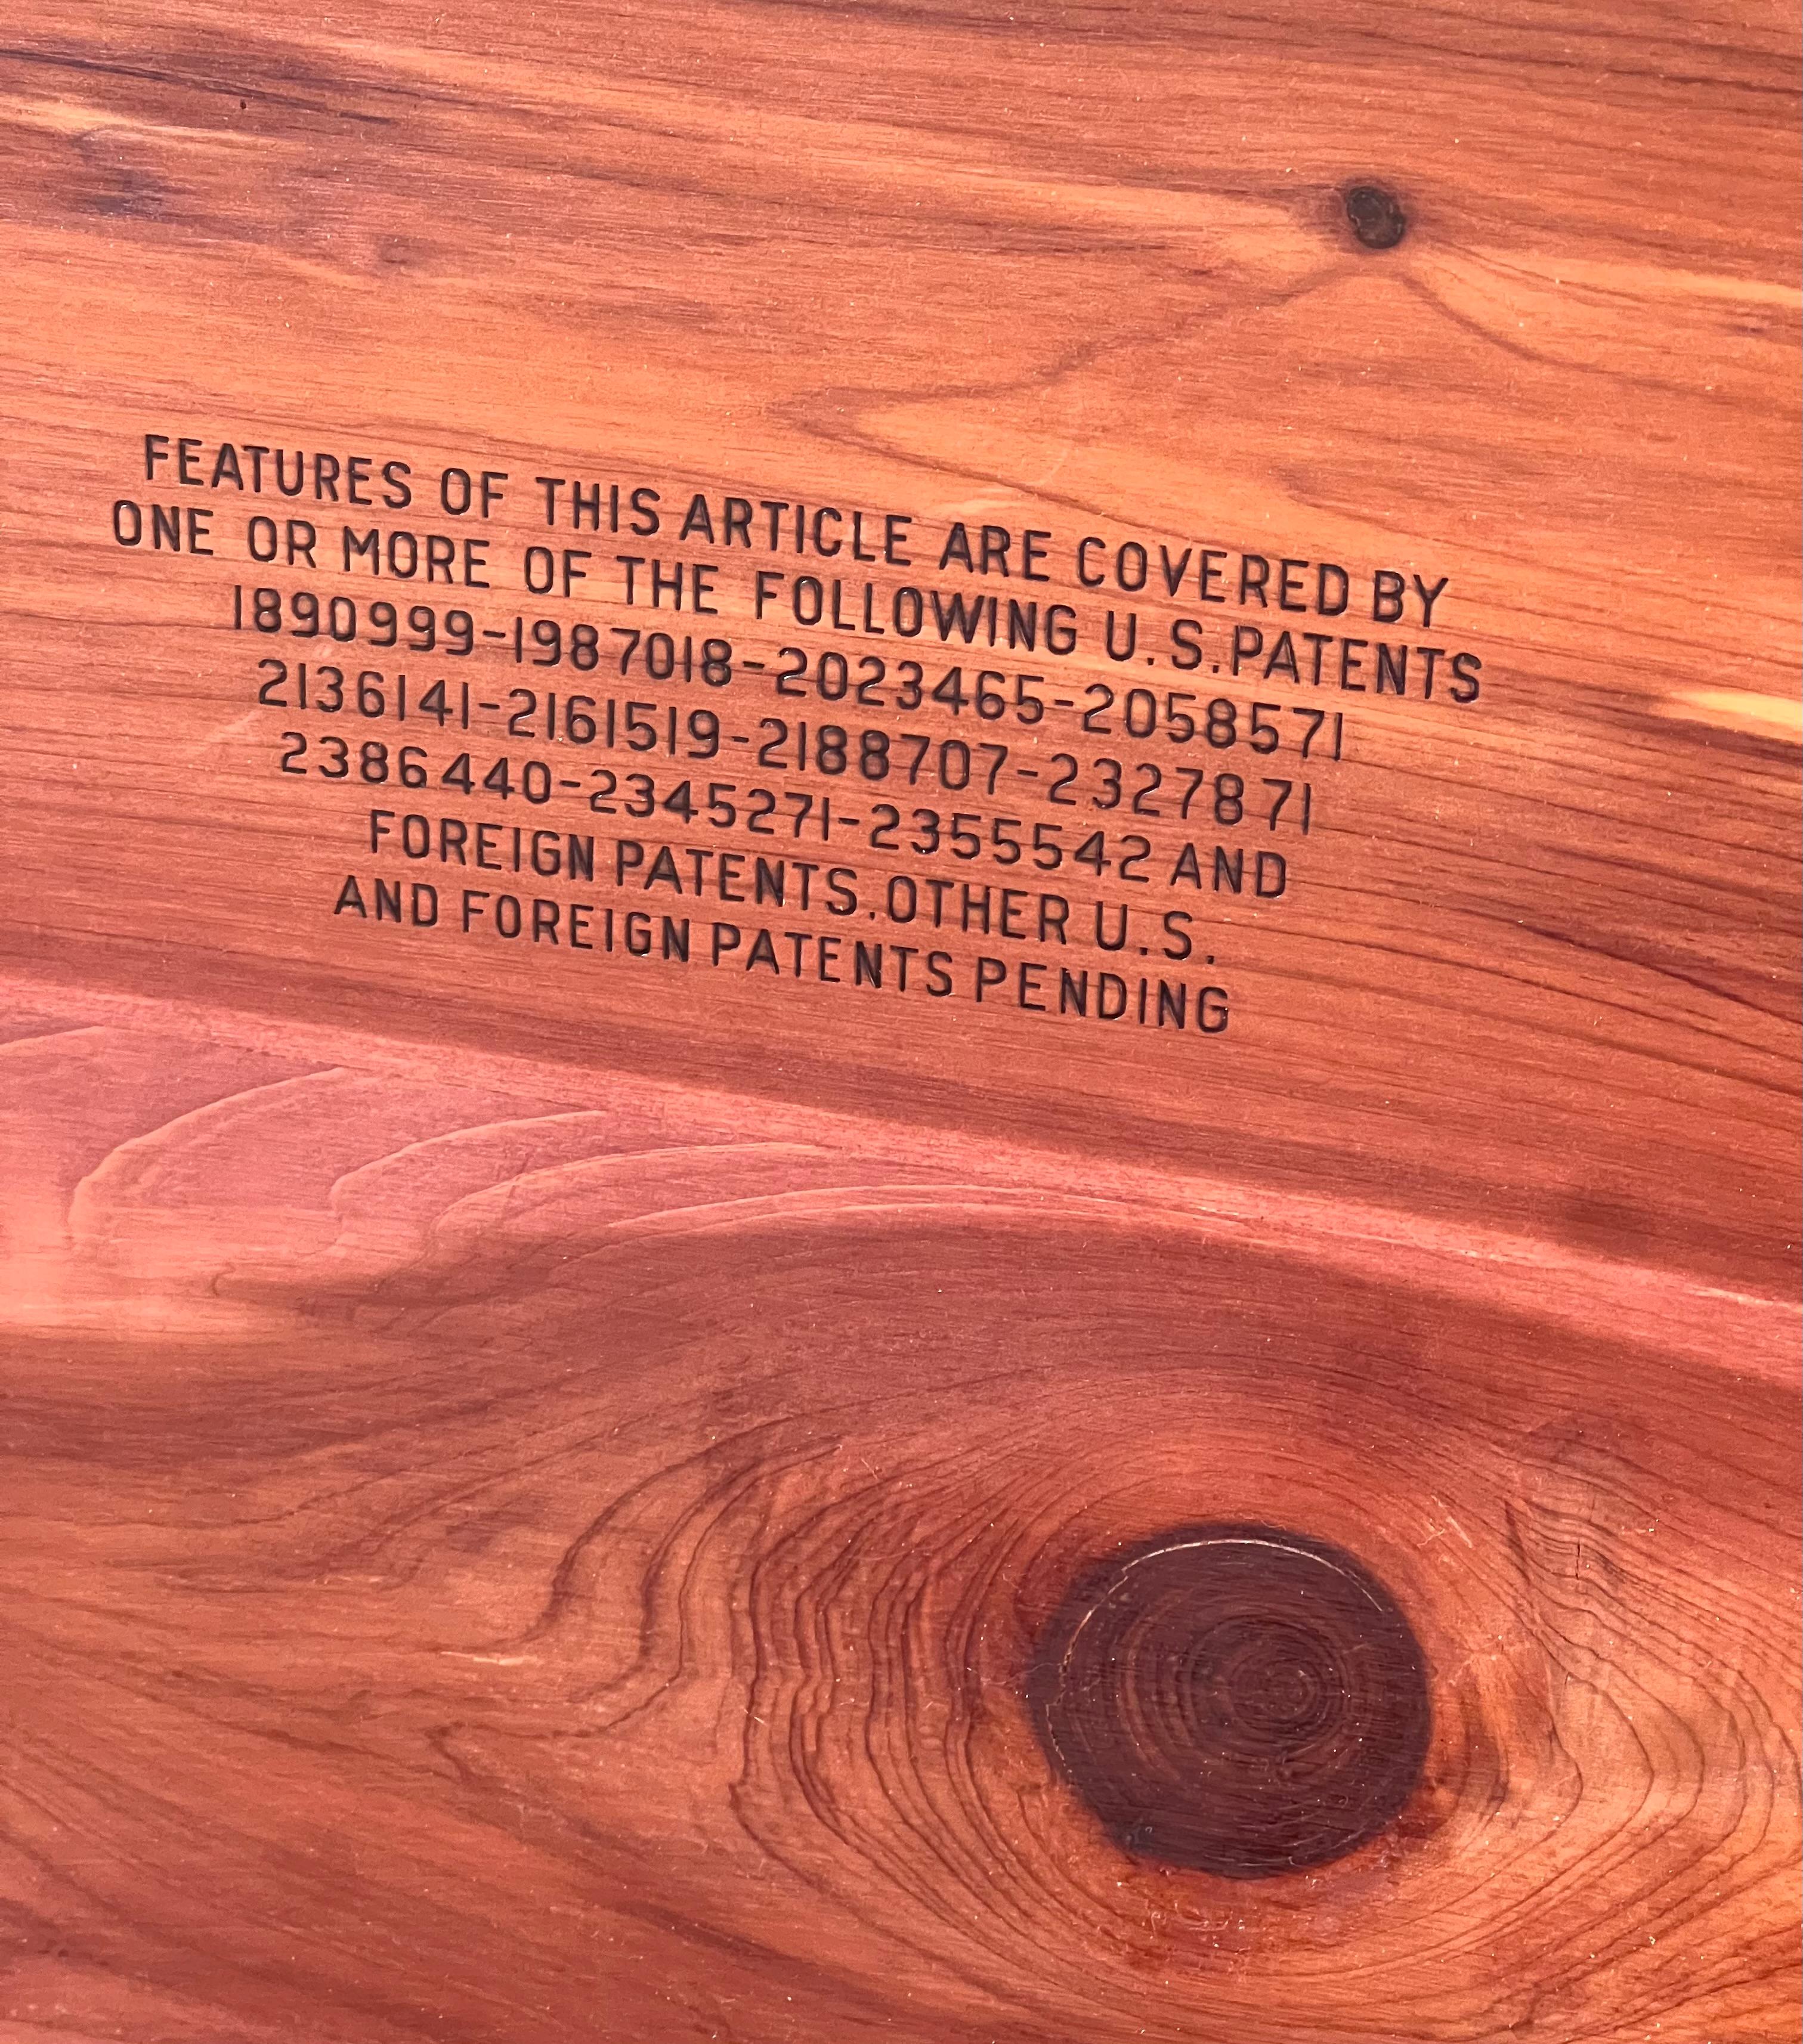 FEATURES OF THIS ARTICLE ARE COVERED BY
ONE OR MORE OF THE FOLLOWING U.S.PATENTS
1890999-1987018-2023465-2058571
2136141-2161519-2188707-2327871
2386440-2345271-2355542 AND
FOREIGN PATENTS.OTHER U.S.
AND FOREIGN PATENTS PENDING